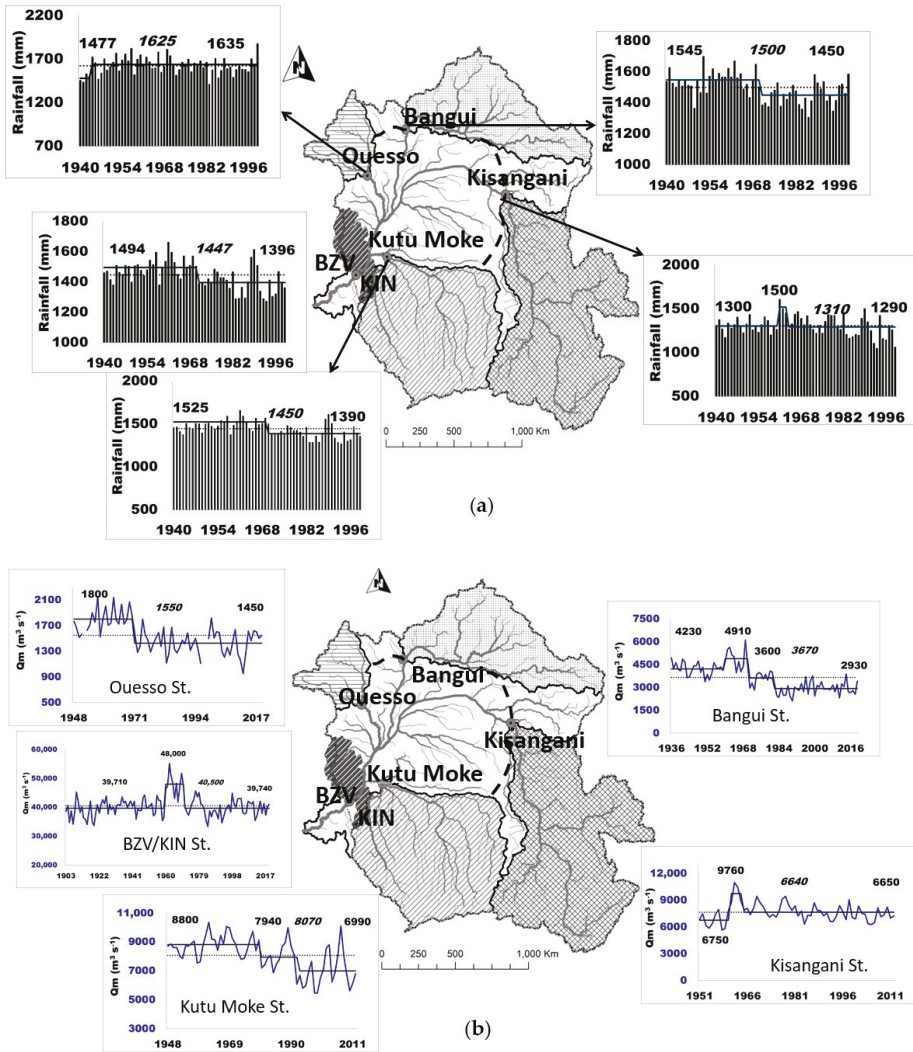 2200
1477 1625 1635
1700
1200
700
Rainfall (mm)
1940 1954 1968 1982 1996
1800
1545 1500 1450
1600
1400
1200
1000
Rainfall (mm)
1940 1954 1968 1982 1996
Bangui
Ouesso
Kisangani
Kutu Moke
BZV
KIN
1800
1494 1447 1396
1600
1400
1200
1000
Rainfall (mm)
1940 1954 1968 1982 1996
2000
1300 1500 1310 1290
1500
1000
500
Rainfall (mm)
1940 1954 1968 1982 1996
2000
1525 1450 1390
1500
1000
500
Rainfall (mm)
1940 1954 1968 1982 1996
0 250 500 1,000 Km
(a)
2100
1800 1550 1450
1700
1300
900
500
Qm (m³ s⁻¹)
Ouesso St.
1948 1971 1994 2017
7500
4230 4910 3600 3670 2930
6000
4500
3000
1500
0
Qm (m³ s⁻¹)
Bangui St.
1936 1952 1968 1984 2000 2016
Bangui
Ouesso
Kisangani
Kutu Moke
BZV
KIN
60,000
48,000
50,000
39,710 40,500 39,740
40,000
30,000
20,000
Qm (m³ s⁻¹)
BZV/KIN St.
1903 1922 1941 1960 1979 1998 2017
12,000
9760 6640 6650
9,000
6,000
6750
3,000
0
Qm (m³ s⁻¹)
Kisangani St.
1951 1966 1981 1996 2011
11,000
8800 7940 8070 6990
9000
7000
5000
3000
Qm (m³ s⁻¹)
Kutu Moke St.
1948 1969 1990 2011
0 250 500 1,000 Km
(b)